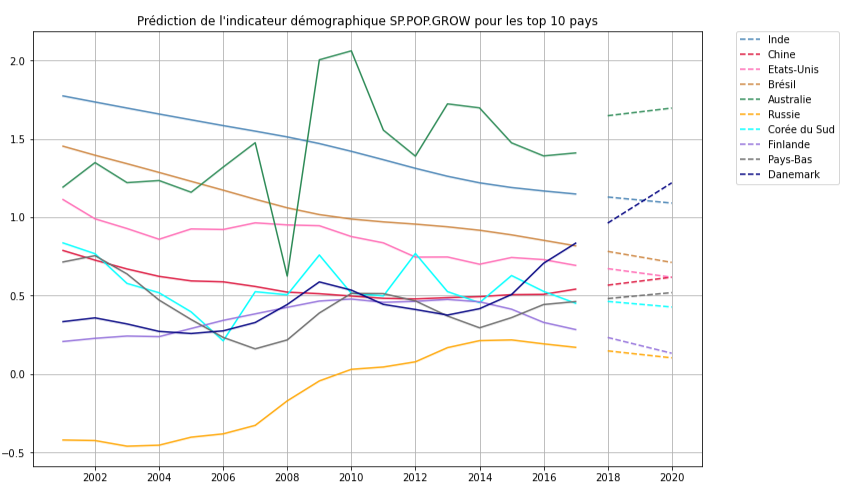 Prédiction de l'indicateur démographique SP.POP.GROW pour les top 10 pays
2.0
1.5
1.0
0.5
0.0
−0.5
2002 2004 2006 2008 2010 2012 2014 2016 2018 2020
Inde
Chine
Etats-Unis
Brésil
Australie
Russie
Corée du Sud
Finlande
Pays-Bas
Danemark